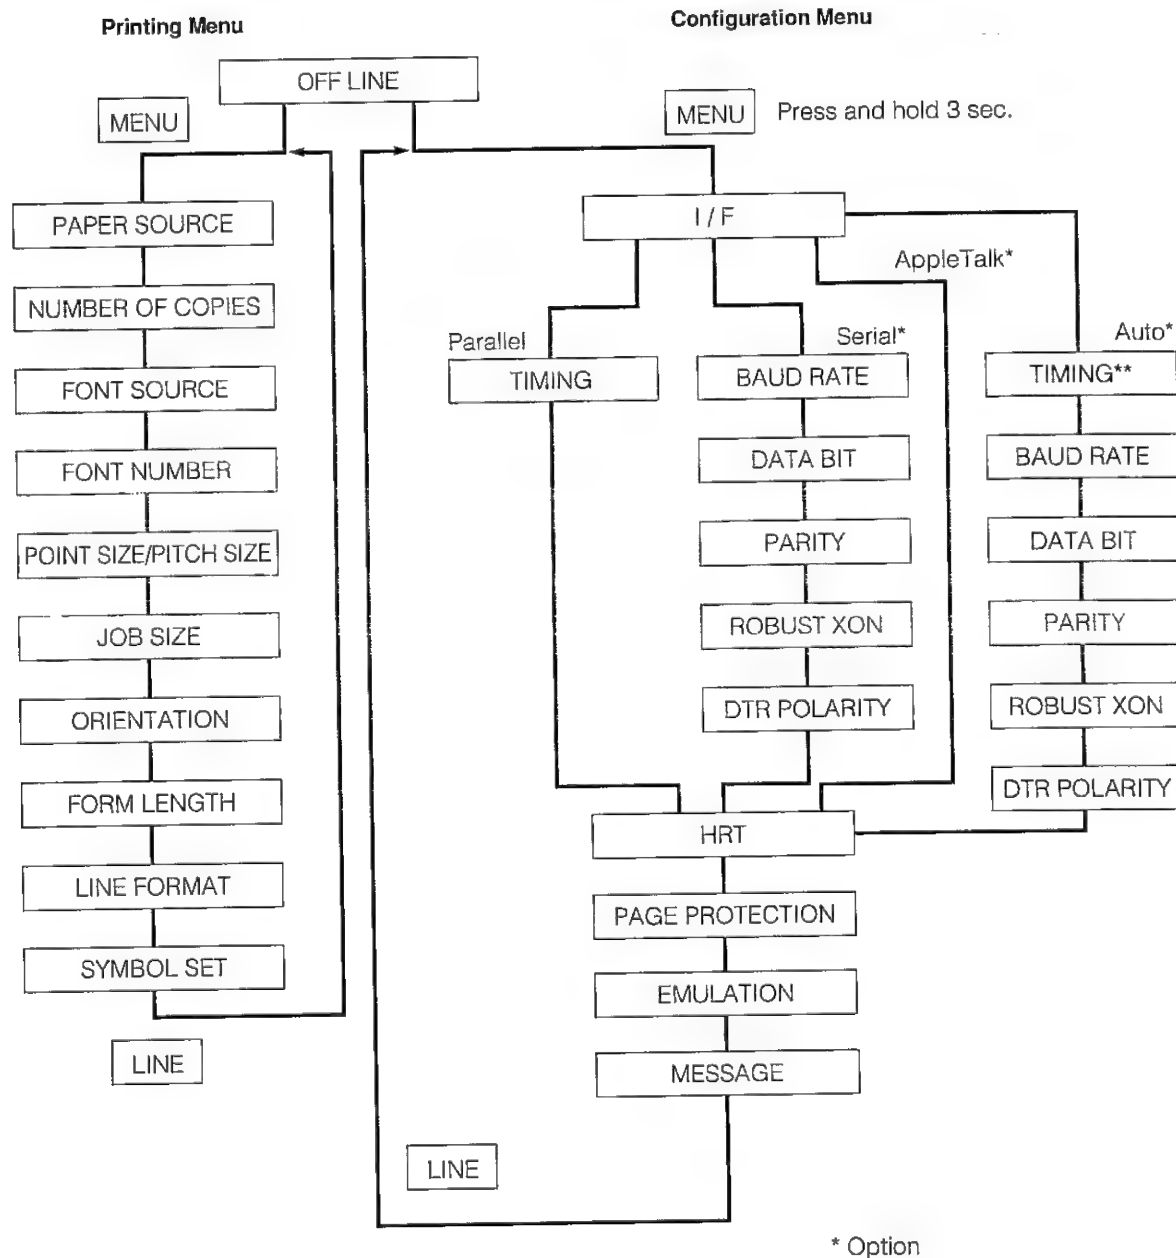 Printing Menu
Configuration Menu
OFF LINE
MENU
PAPER SOURCE
NUMBER OF COPIES
FONT SOURCE
FONT NUMBER
POINT SIZE/PITCH SIZE
JOB SIZE
ORIENTATION
FORM LENGTH
LINE FORMAT
SYMBOL SET
LINE
MENU
Press and hold 3 sec.
I / F
Parallel
TIMING
Serial*
BAUD RATE
DATA BIT
PARITY
ROBUST XON
DTR POLARITY
AppleTalk*
Auto*
TIMING**
BAUD RATE
DATA BIT
PARITY
ROBUST XON
DTR POLARITY
HRT
PAGE PROTECTION
EMULATION
MESSAGE
LINE
* Option